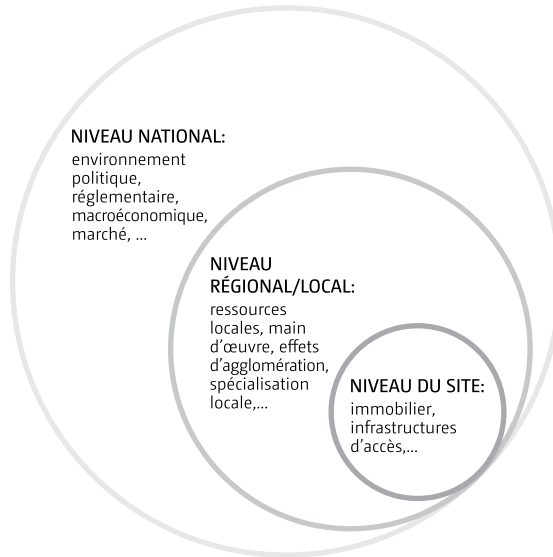 NIVEAU NATIONAL:
environnement
politique,
réglementaire,
macroéconomique,
marché, ...
NIVEAU
RÉGIONAL/LOCAL:
ressources
locales, main
d’œuvre, effets
d’agglomération,
spécialisation
locale,...
NIVEAU DU SITE:
immobilier,
infrastructures
d’accès,...